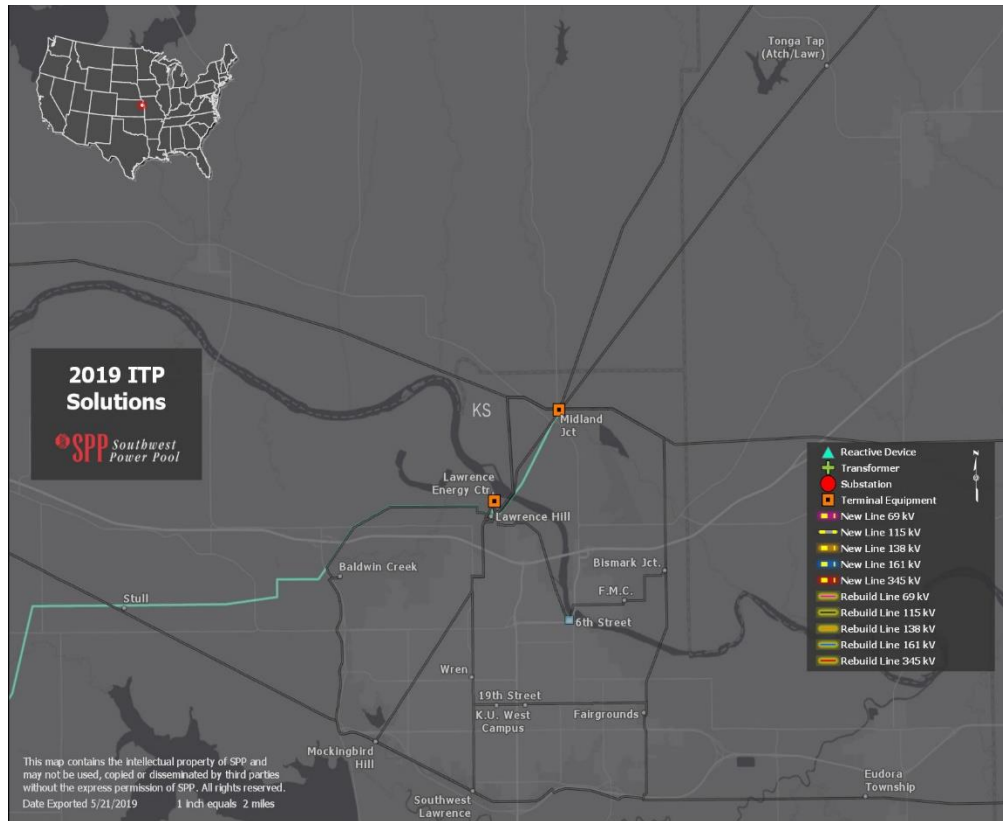 Tonga Tap
(Atch/Lawr)
2019 ITP
Solutions
SPP Southwest
Power Pool
KS
Midland
Jct
Lawrence
Energy Ctr.
Lawrence Hill
Baldwin Creek
Bismark Jct.
F.M.C.
Stull
6th Street
Wren
19th Street
K.U. West
Campus
Fairgrounds
Mockingbird
Hill
Southwest
Lawrence
Eudora
Township
Reactive Device
Transformer
Substation
Terminal Equipment
New Line 69 kV
New Line 115 kV
New Line 138 kV
New Line 161 kV
New Line 345 kV
Rebuild Line 69 kV
Rebuild Line 115 kV
Rebuild Line 138 kV
Rebuild Line 161 kV
Rebuild Line 345 kV
N
This map contains the intellectual property of SPP and
may not be used, copied or disseminated by third parties
without the express permission of SPP. All rights reserved.
Date Exported 5/21/2019 1 inch equals 2 miles